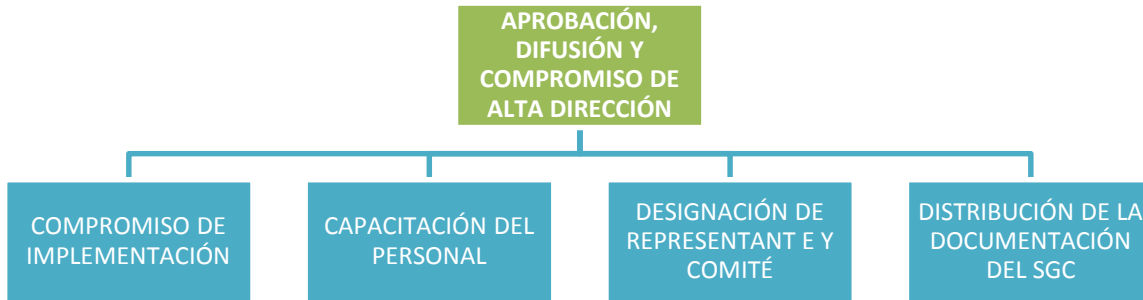 APROBACIÓN,
DIFUSIÓN Y
COMPROMISO DE
ALTA DIRECCIÓN
COMPROMISO DE
IMPLEMENTACIÓN
CAPACITACIÓN DEL
PERSONAL
DESIGNACIÓN DE
REPRESENTANT E Y
COMITÉ
DISTRIBUCIÓN DE LA
DOCUMENTACIÓN
DEL SGC